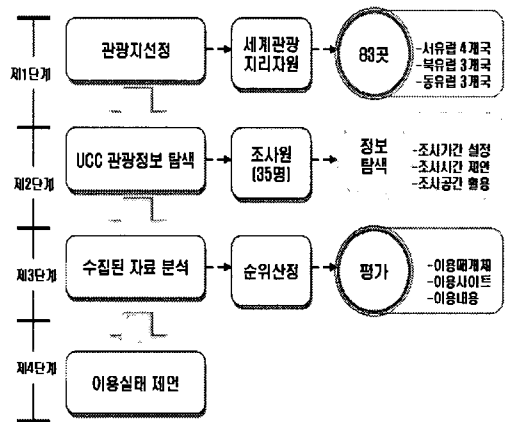 제1단계
관광지선정
세계관광
지리자원
83곳
-서유럽 4개국
-북유럽 3개국
-동유럽 3개국
제2단계
UCC 관광정보 탐색
조사원
(35명)
정보
탐색
-조사기간 설정
-조사시간 제언
-조사공간 활용
제3단계
수집된 자료 분석
순위산정
평가
-이용매개체
-이용사이트
-이용내용
제4단계
이용실태 제언